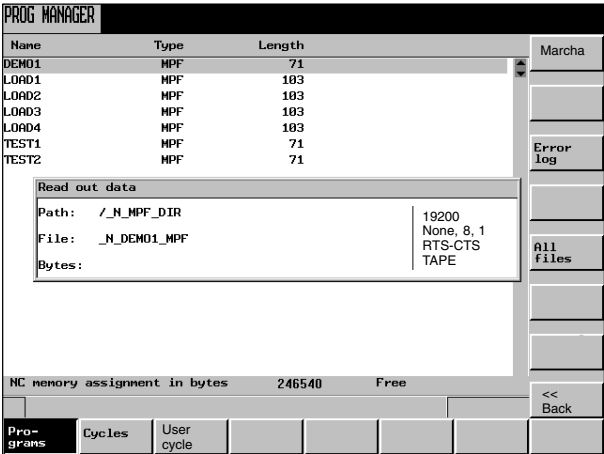 PROG MANAGER
Name Type Length
DEMO1 MPF 71
LOAD1 MPF 103
LOAD2 MPF 103
LOAD3 MPF 103
LOAD4 MPF 103
TEST1 MPF 71
TEST2 MPF 71
Read out data
Path: /_N_MPF_DIR
File: _N_DEMO1_MPF
Bytes:
19200
None, 8, 1
RTS-CTS
TAPE
NC memory assignment in bytes 246540 Free
Marcha
Error
log
All
files
<<
Back
Pro-
grams
Cycles
User
cycle